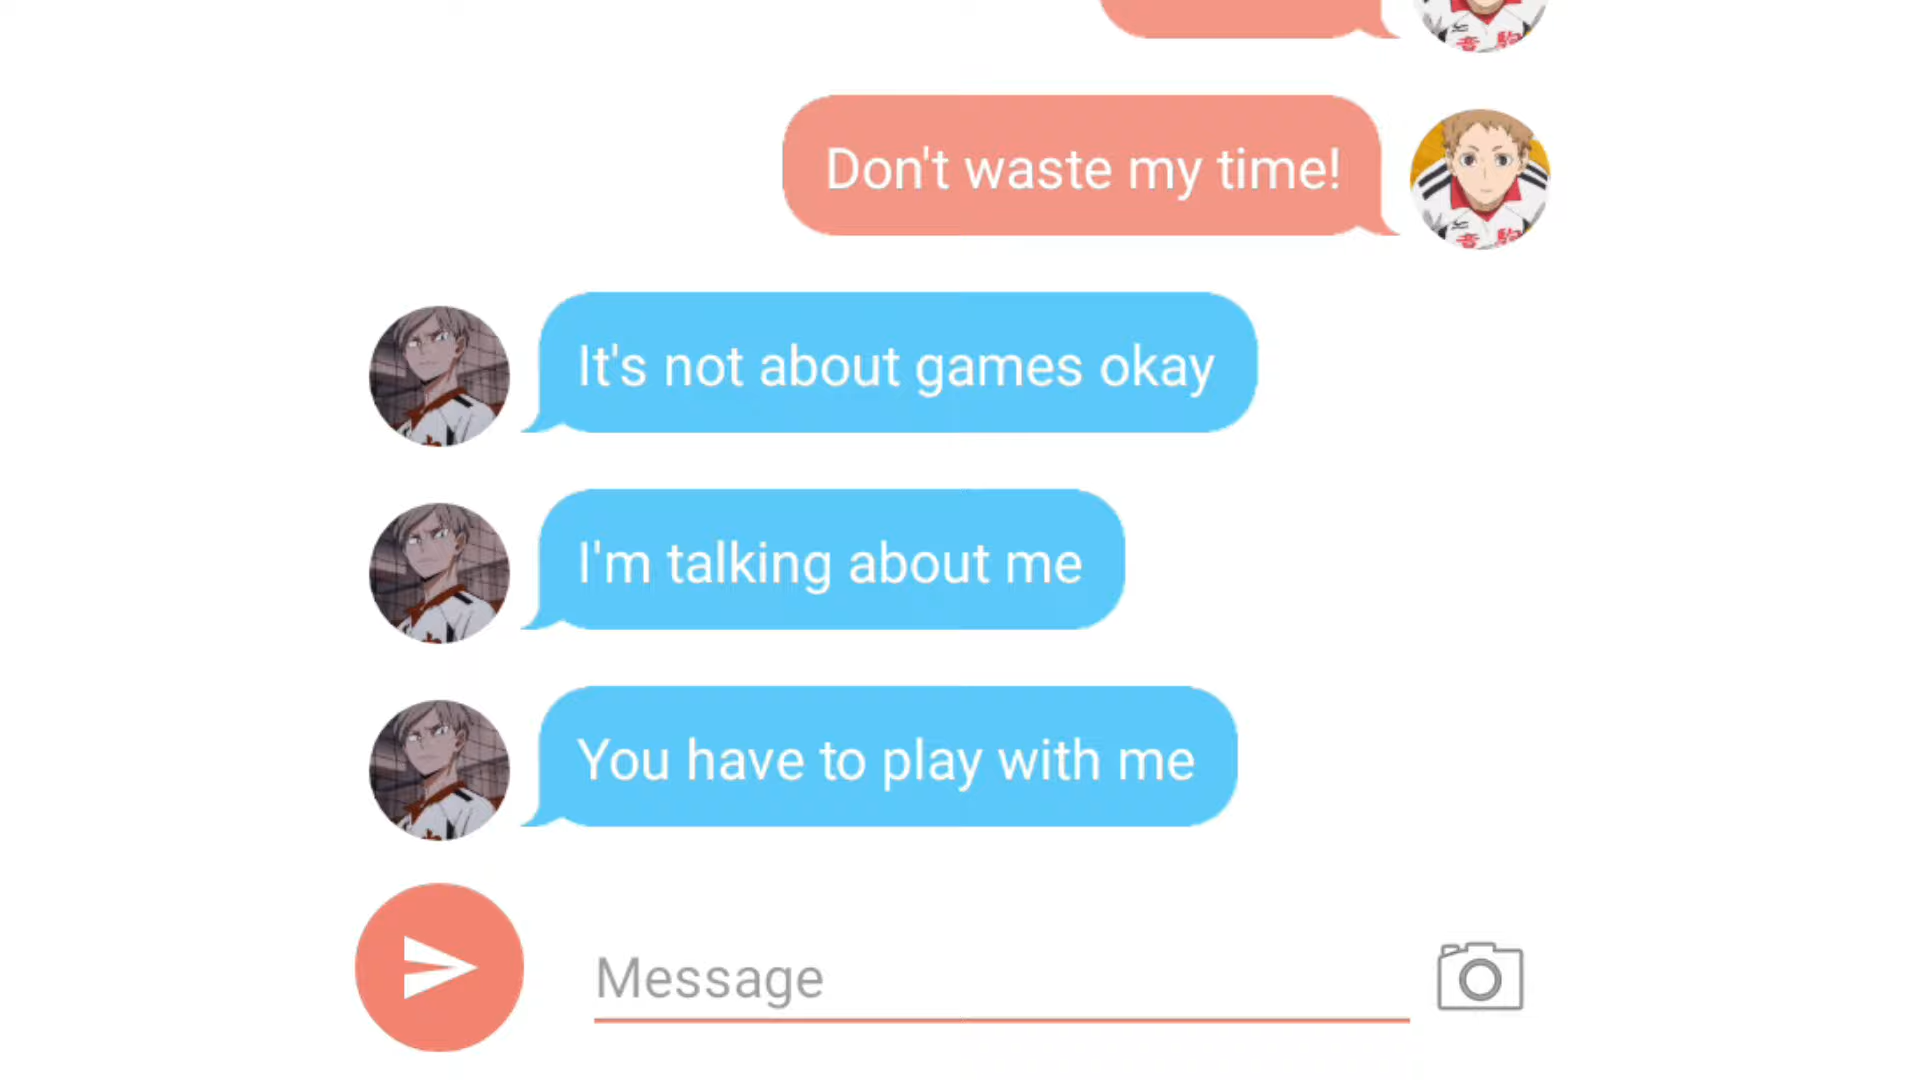 Don't waste my time!
It's not about games okay
I'm talking about me
You have to play with me
Message